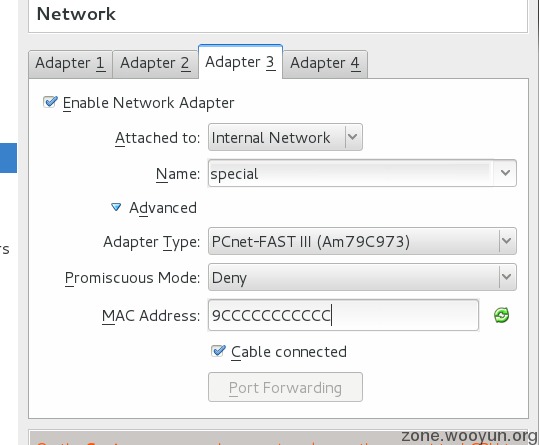 Network
Adapter 1 Adapter 2 Adapter 3 Adapter 4
Enable Network Adapter
Attached to: Internal Network
Name: special
Advanced
Adapter Type: PCnet-FAST III (Am79C973)
Promiscuous Mode: Deny
MAC Address: 9CCCCCCCCCCC
Cable connected
Port Forwarding
zone.wooyun.org